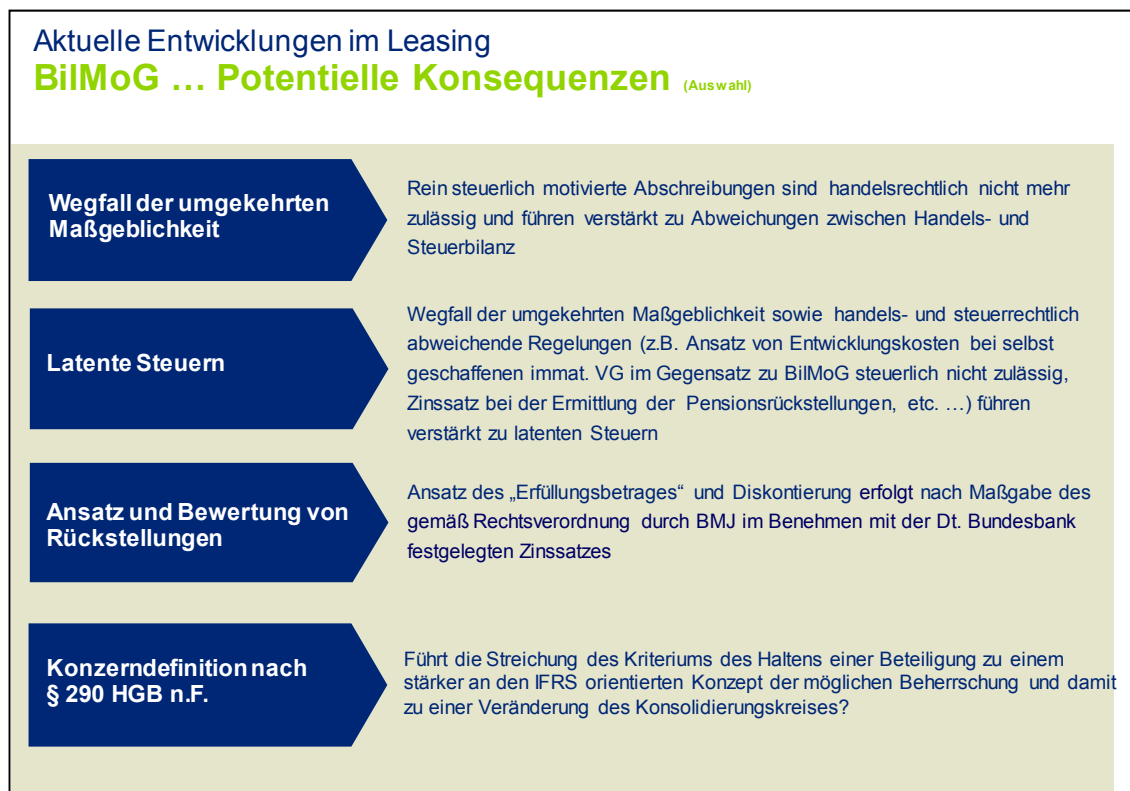 Aktuelle Entwicklungen im Leasing
BilMoG … Potentielle Konsequenzen (Auswahl)
Wegfall der umgekehrten
Maßgeblichkeit
Rein steuerlich motivierte Abschreibungen sind handelsrechtlich nicht mehr
zulässig und führen verstärkt zu Abweichungen zwischen Handels- und
Steuerbilanz
Latente Steuern
Wegfall der umgekehrten Maßgeblichkeit sowie handels- und steuerrechtlich
abweichende Regelungen (z.B. Ansatz von Entwicklungskosten bei selbst
geschaffenen immat. VG im Gegensatz zu BilMoG steuerlich nicht zulässig,
Zinssatz bei der Ermittlung der Pensionsrückstellungen, etc. …) führen
verstärkt zu latenten Steuern
Ansatz und Bewertung von
Rückstellungen
Ansatz des „Erfüllungsbetrages“ und Diskontierung erfolgt nach Maßgabe des
gemäß Rechtsverordnung durch BMJ im Benehmen mit der Dt. Bundesbank
festgelegten Zinssatzes
Konzerndefinition nach
§ 290 HGB n.F.
Führt die Streichung des Kriteriums des Haltens einer Beteiligung zu einem
stärker an den IFRS orientierten Konzept der möglichen Beherrschung und damit
zu einer Veränderung des Konsolidierungskreises?